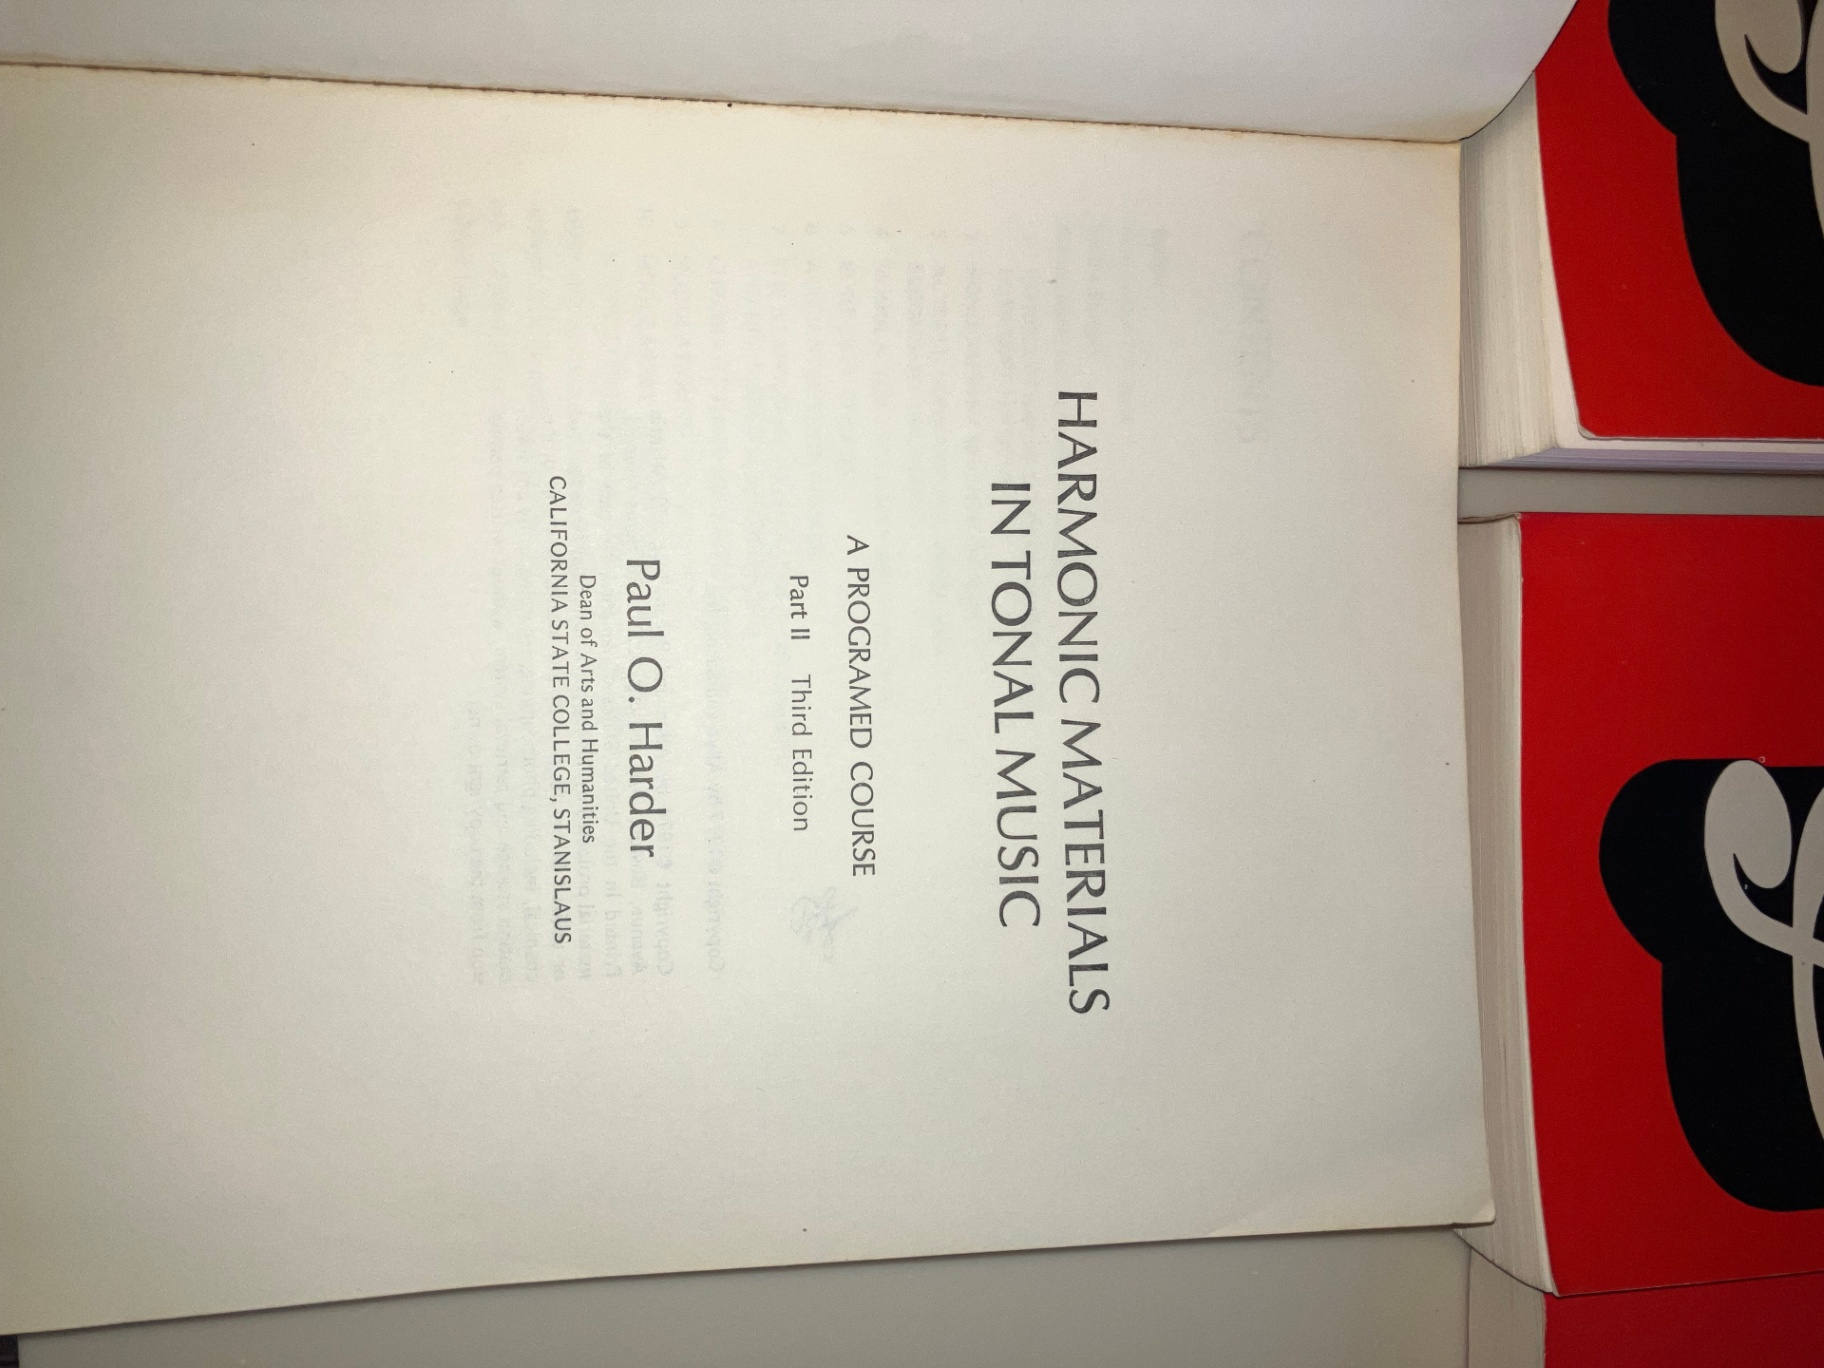 HARMONIC MATERIALS
IN TONAL MUSIC
A PROGRAMED COURSE
Part II Third Edition
Paul O. Harder
Dean of Arts and Humanities
CALIFORNIA STATE COLLEGE, STANISLAUS